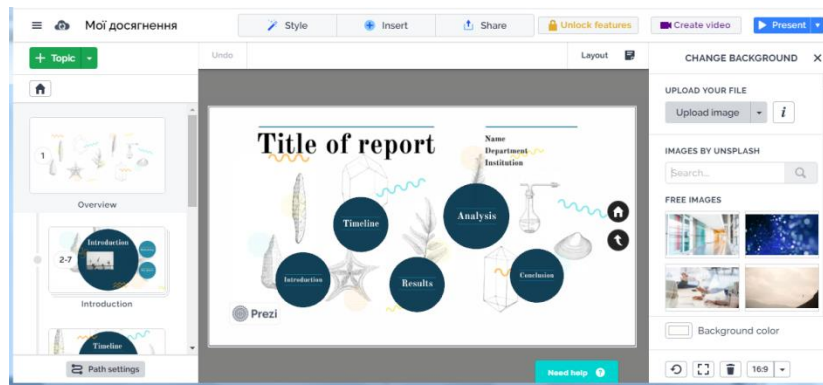 Мої досягнення
Style
Insert
Share
Unlock features
Create video
Present
+ Topic
Undo
Layout
CHANGE BACKGROUND X
1
Overview
Introduction
2-7
Introduction
Timeline
Path settings
Title of report
Name
Department
Institution
Timeline
Analysis
Introduction
Results
Conclusion
Prezi
Need help ?
UPLOAD YOUR FILE
Upload image
i
IMAGES BY UNSPLASH
Search...
FREE IMAGES
Background color
16:9